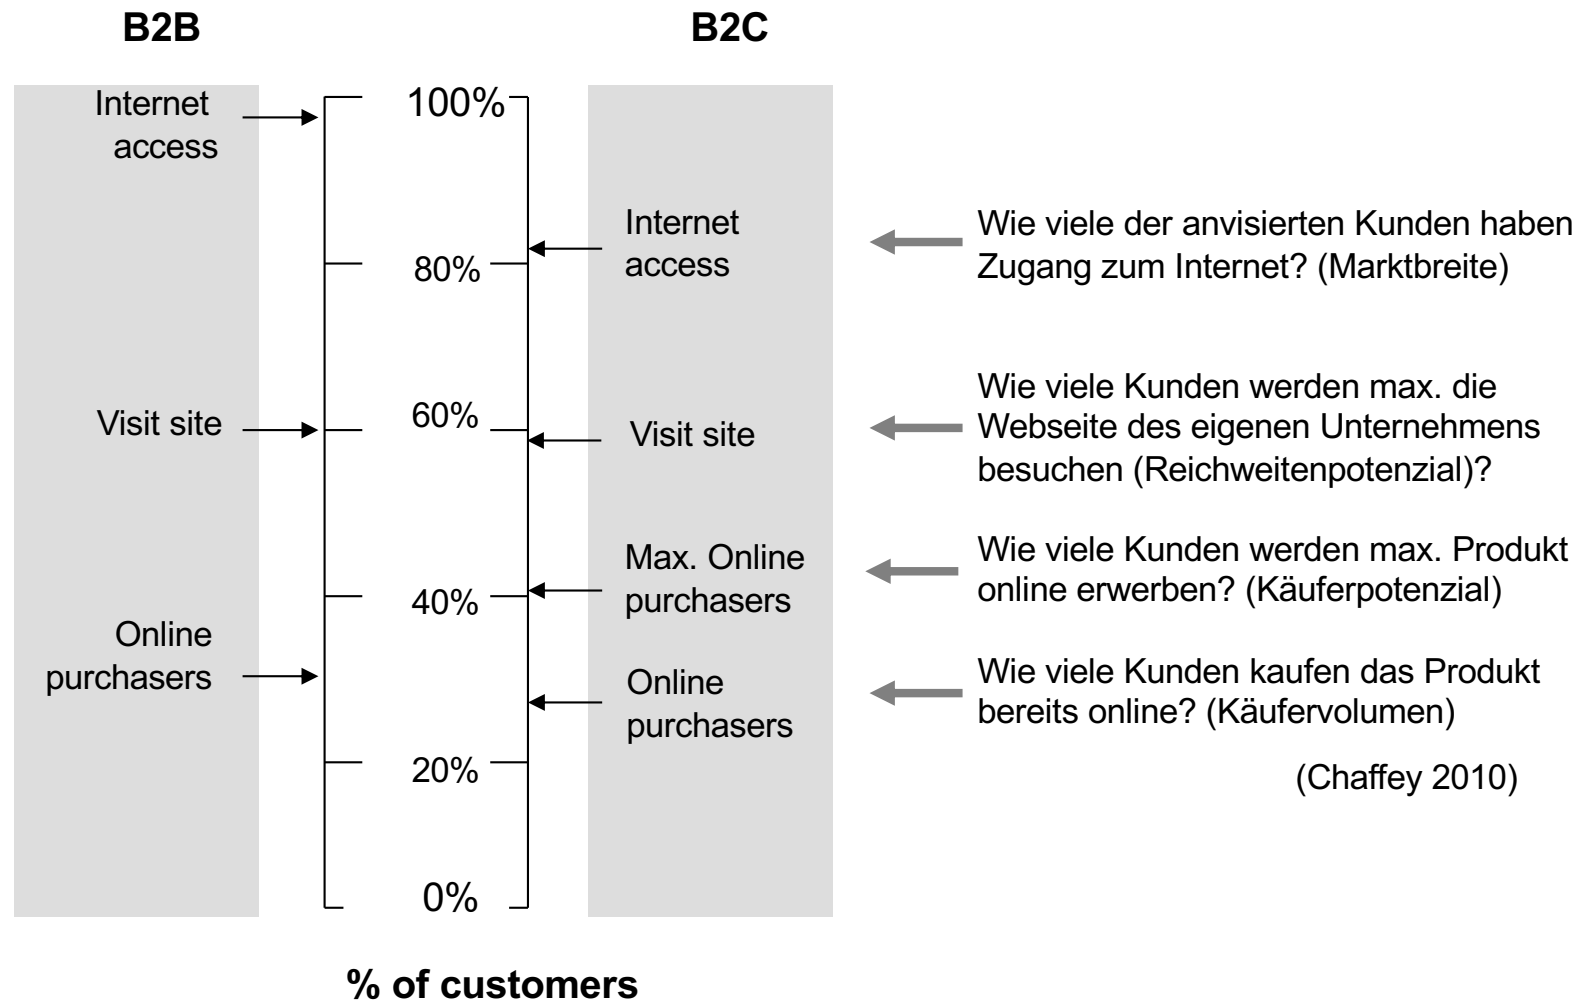 B2B
B2C
Internet
access
Visit site
Online
purchasers
100%
80%
60%
40%
20%
0%
Internet
access
Visit site
Max. Online
purchasers
Online
purchasers
Wie viele der anvisierten Kunden haben
Zugang zum Internet? (Marktbreite)
Wie viele Kunden werden max. die
Webseite des eigenen Unternehmens
besuchen (Reichweitenpotenzial)?
Wie viele Kunden werden max. Produkt
online erwerben? (Käuferpotenzial)
Wie viele Kunden kaufen das Produkt
bereits online? (Käufervolumen)
(Chaffey 2010)
% of customers